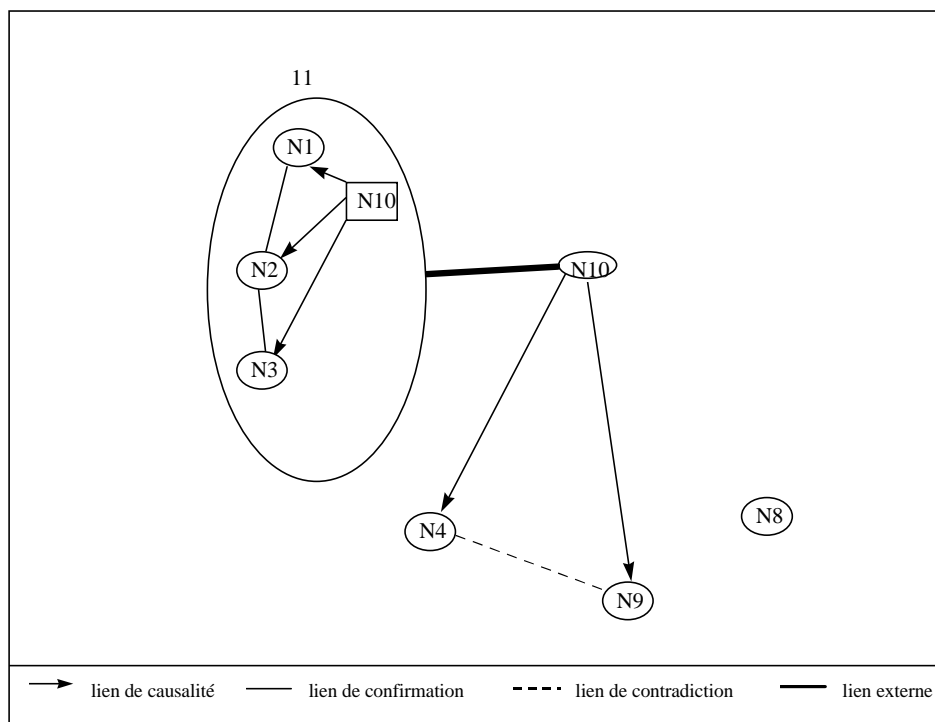 11
N1
N10
N2
N10
N3
N4
N8
N9
lien de causalité lien de confirmation lien de contradiction lien externe